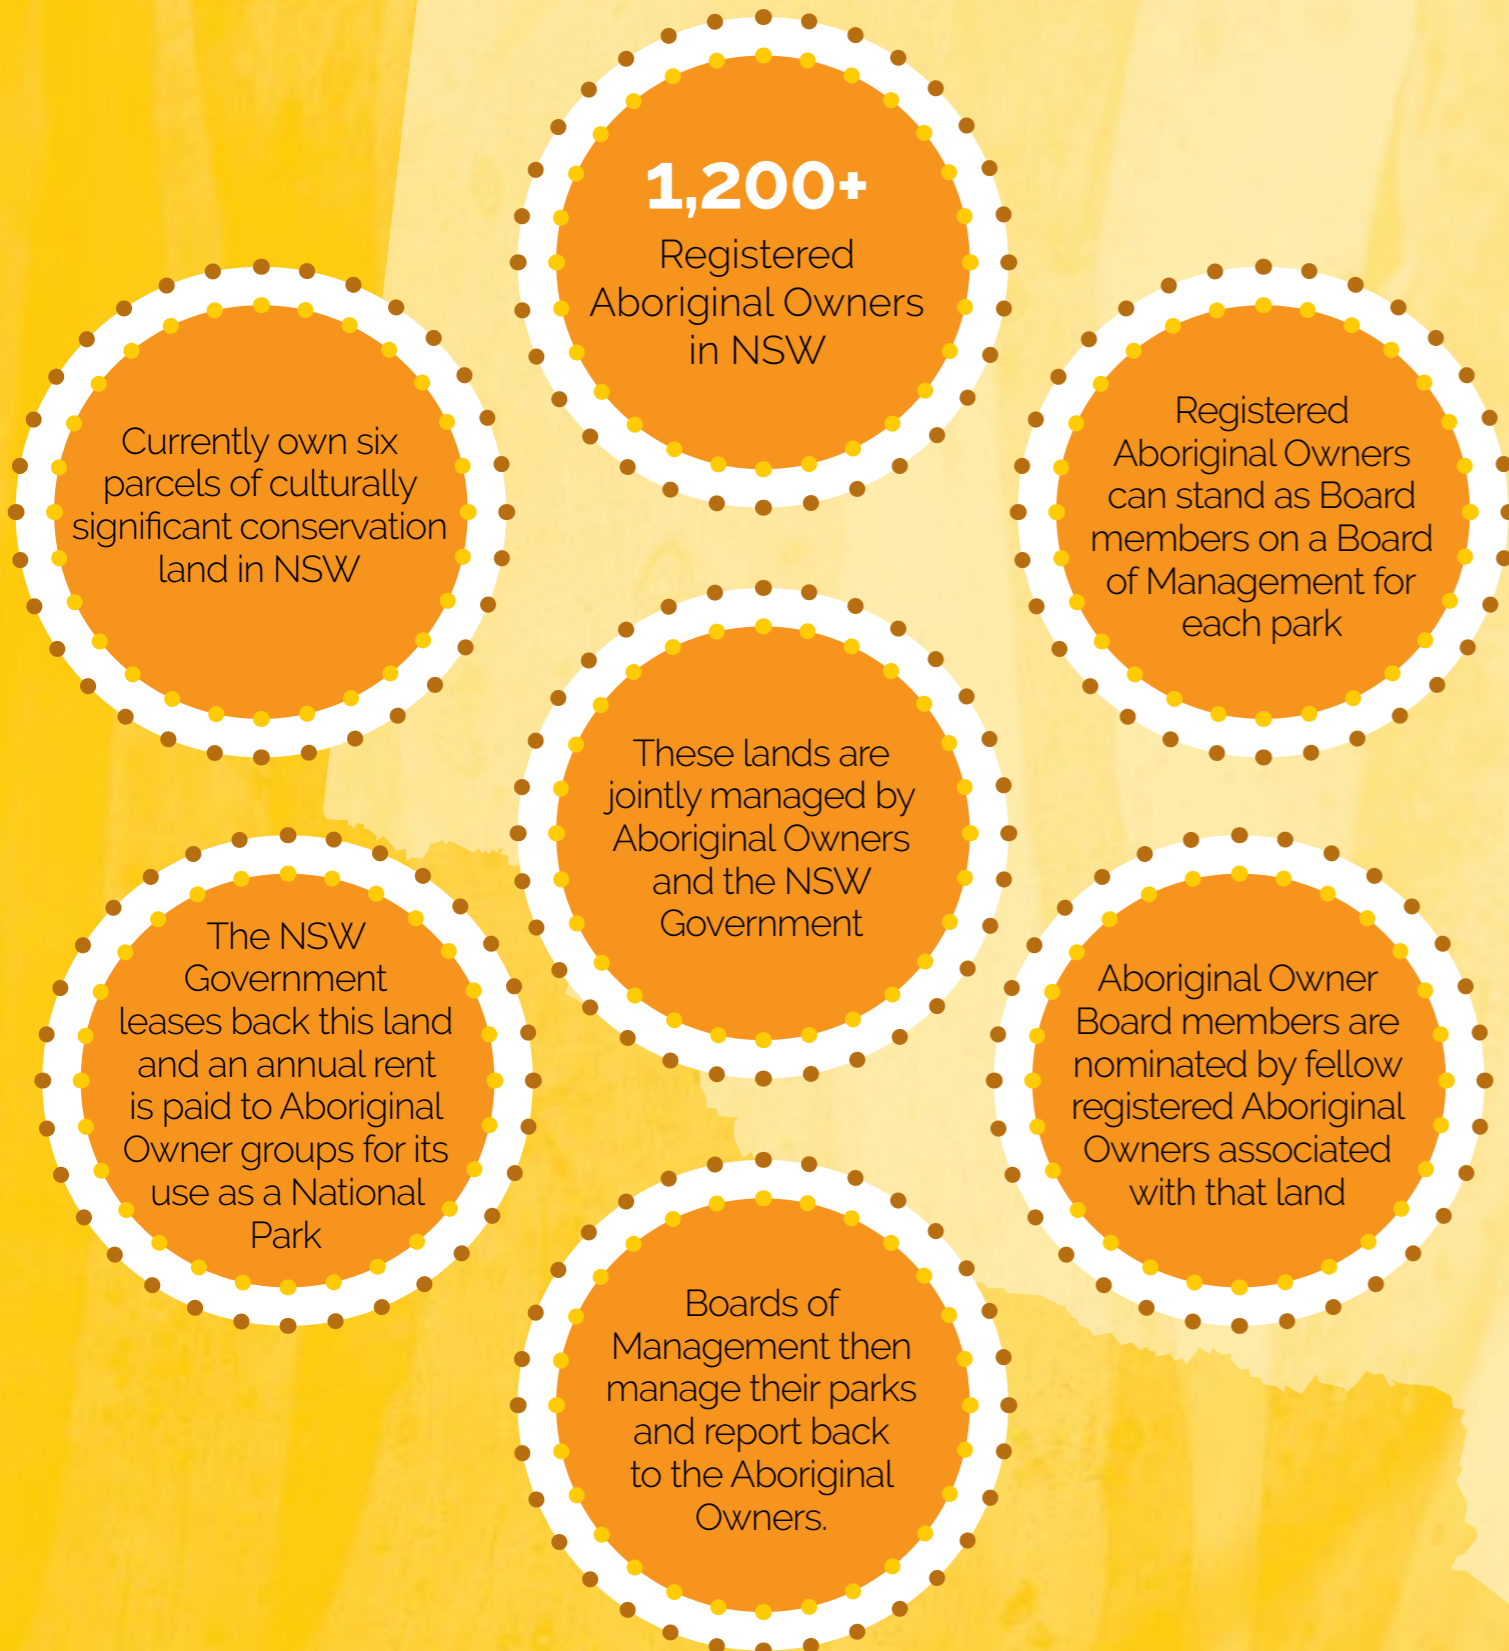 1,200+
Registered
Aboriginal Owners
in NSW
Currently own six
parcels of culturally
significant conservation
land in NSW
Registered
Aboriginal Owners
can stand as Board
members on a Board
of Management for
each park
These lands are
jointly managed by
Aboriginal Owners
and the NSW
Government
The NSW
Government
leases back this land
and an annual rent
is paid to Aboriginal
Owner groups for its
use as a National
Park
Aboriginal Owner
Board members are
nominated by fellow
registered Aboriginal
Owners associated
with that land
Boards of
Management then
manage their parks
and report back
to the Aboriginal
Owners.